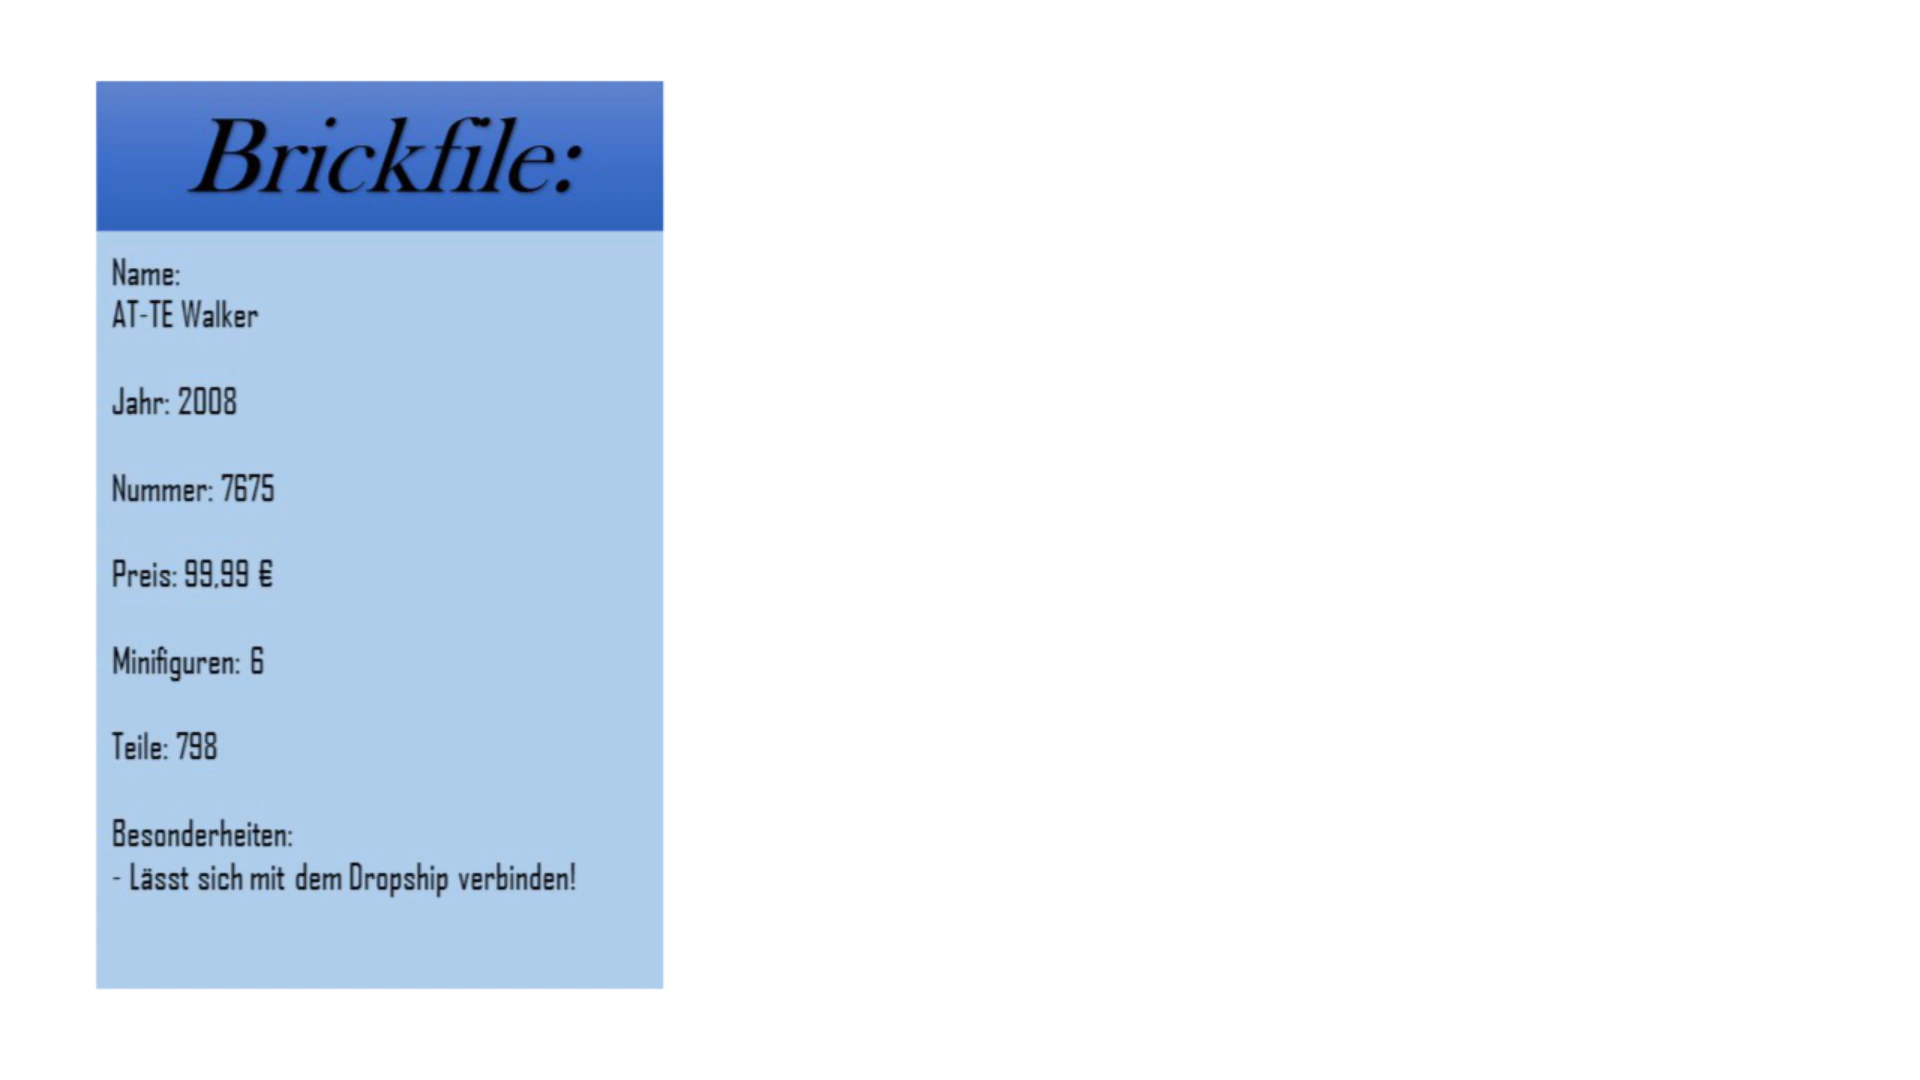 Brickfile:
Name:
AT-TE Walker
Jahr: 2008
Nummer: 7675
Preis: 99,99 €
Minifiguren: 6
Teile: 798
Besonderheiten:
- Lässt sich mit dem Dropship verbinden!